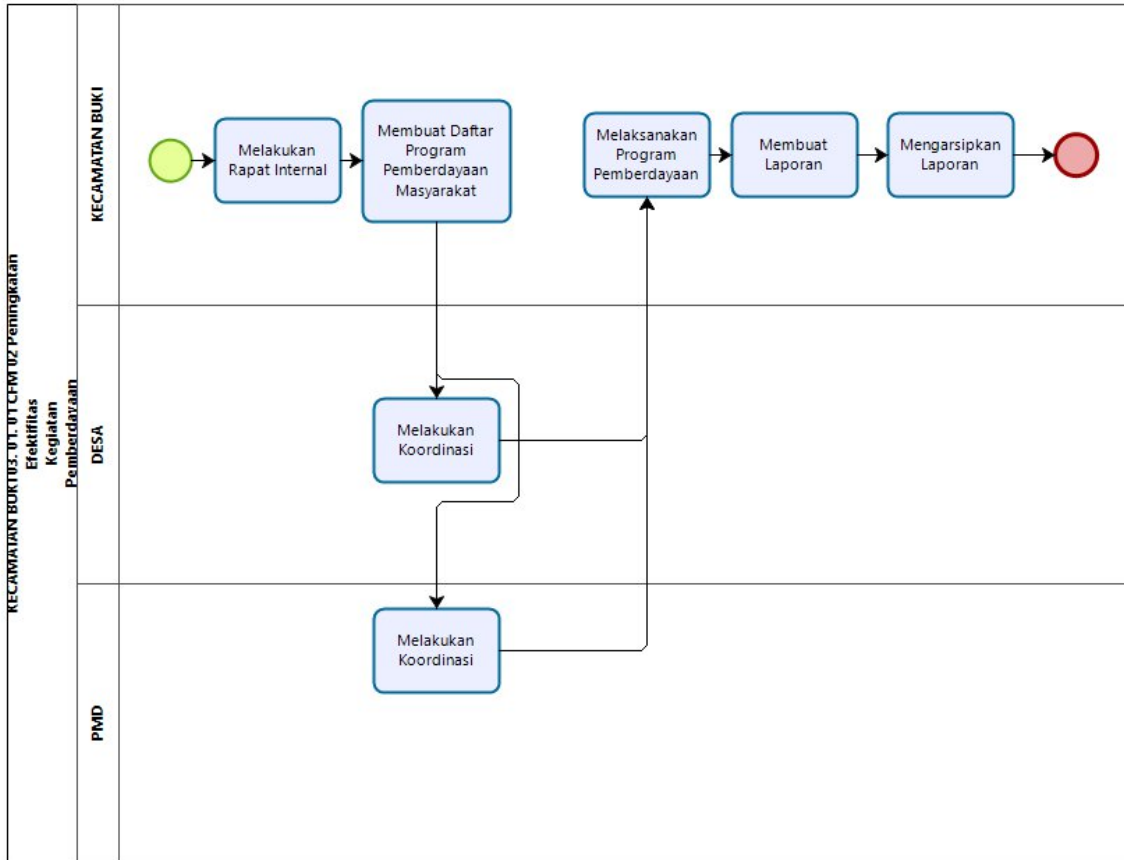 KECAMATAN BUKI 03. 01. 01 CFM 02 Peningkatan
Efektifitas
Kegiatan
Pemberdayaan
KECAMATAN BUKI
Melakukan
Rapat Internal
Membuat Daftar
Program
Pemberdayaan
Masyarakat
Melaksanakan
Program
Pemberdayaan
Membuat
Laporan
Mengarsipkan
Laporan
DESA
Melakukan
Koordinasi
PMD
Melakukan
Koordinasi